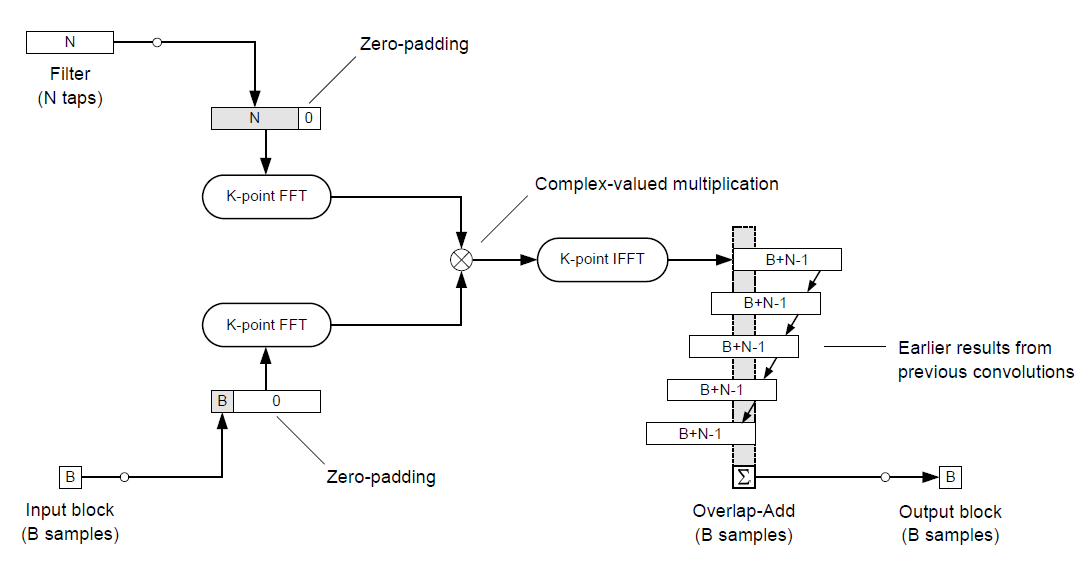 N
Filter
(N taps)
Zero-padding
N
0
K-point FFT
Complex-valued multiplication
K-point IFFT
B+N-1
B+N-1
B+N-1
B+N-1
B+N-1
Earlier results from
previous convolutions
K-point FFT
B
0
Zero-padding
B
Input block
(B samples)
Σ
Overlap-Add
(B samples)
B
Output block
(B samples)